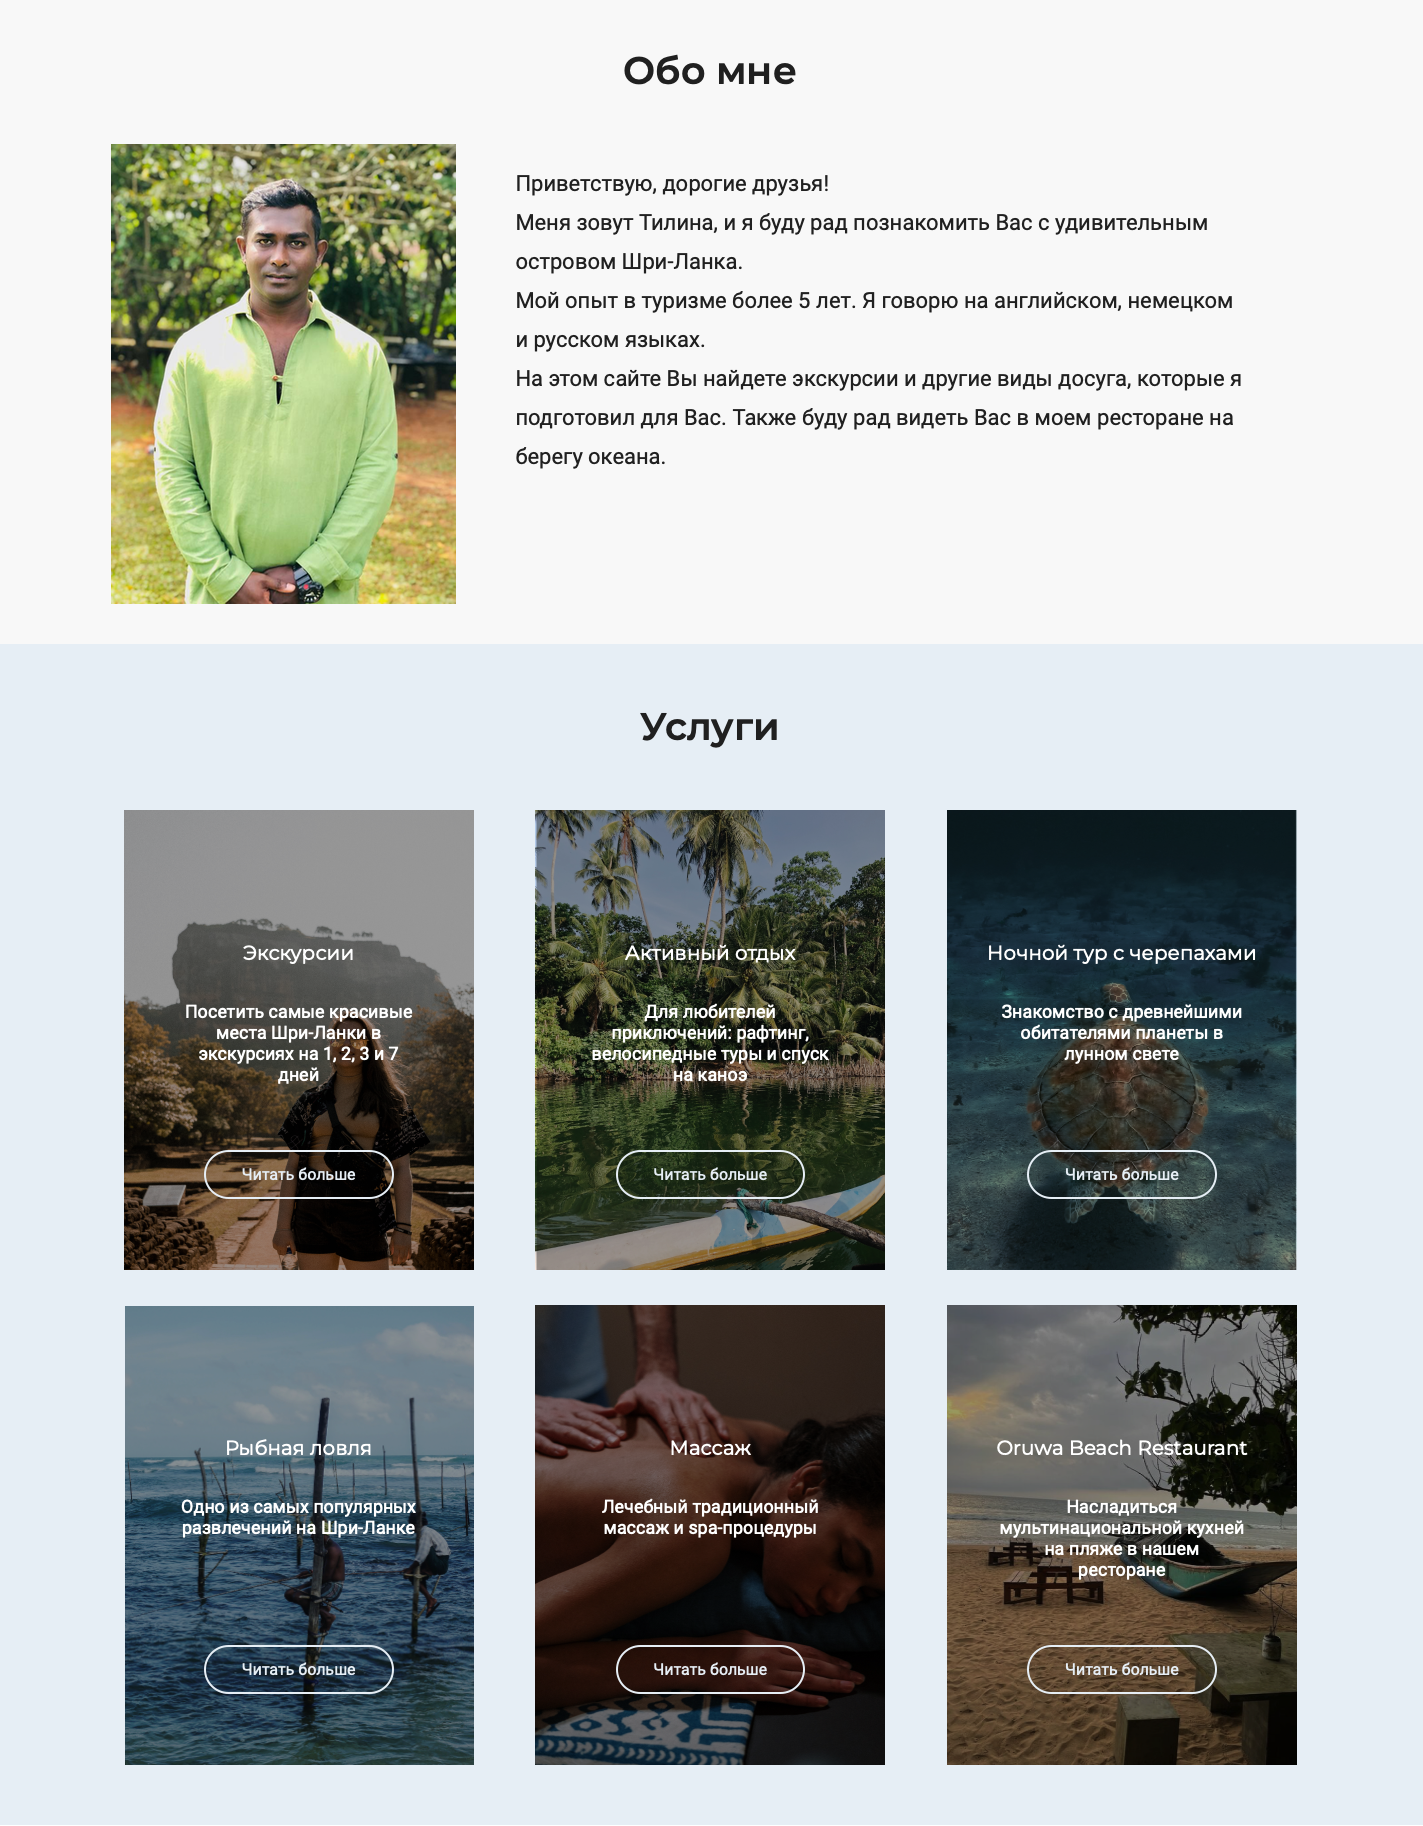 Обо мне
Приветствую, дорогие друзья!
Меня зовут Тилина, и я буду рад познакомить Вас с удивительным
островом Шри-Ланка.
Мой опыт в туризме более 5 лет. Я говорю на английском, немецком
и русском языках.
На этом сайте Вы найдете экскурсии и другие виды досуга, которые я
подготовил для Вас. Также буду рад видеть Вас в моем ресторане на
берегу океана.
Услуги
Экскурсии
Посетить самые красивые
места Шри-Ланки в
экскурсиях на 1, 2, 3 и 7
дней
Читать больше
Активный отдых
Для любителей
приключений: рафтинг,
велосипедные туры и спуск
на каноэ
Читать больше
Ночной тур с черепахами
Знакомство с древнейшими
обитателями планеты в
лунном свете
Читать больше
Рыбная ловля
Одно из самых популярных
развлечений на Шри-Ланке
Читать больше
Массаж
Лечебный традиционный
массаж и spa-процедуры
Читать больше
Oruwa Beach Restaurant
Насладиться
мультинациональной кухней
на пляже в нашем
ресторане
Читать больше